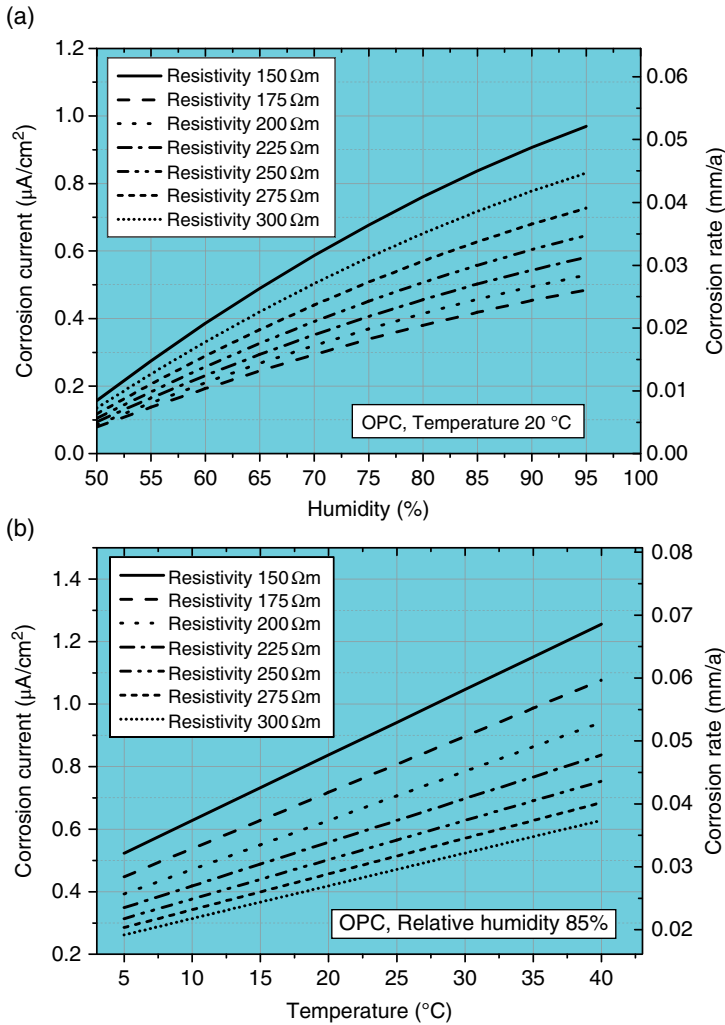 (a)
1.2
1.0
0.8
0.6
0.4
0.2
0.0
Corrosion current (μA/cm²)
Resistivity 150 Ωm
Resistivity 175 Ωm
Resistivity 200 Ωm
Resistivity 225 Ωm
Resistivity 250 Ωm
Resistivity 275 Ωm
Resistivity 300 Ωm
OPC, Temperature 20 °C
0.06
0.05
0.04
0.03
0.02
0.01
0.00
Corrosion rate (mm/a)
50 55 60 65 70 75 80 85 90 95 100
Humidity (%)
(b)
1.4
1.2
1.0
0.8
0.6
0.4
0.2
Corrosion current (μA/cm²)
Resistivity 150 Ωm
Resistivity 175 Ωm
Resistivity 200 Ωm
Resistivity 225 Ωm
Resistivity 250 Ωm
Resistivity 275 Ωm
Resistivity 300 Ωm
OPC, Relative humidity 85%
0.08
0.07
0.06
0.05
0.04
0.03
0.02
Corrosion rate (mm/a)
5 10 15 20 25 30 35 40
Temperature (°C)